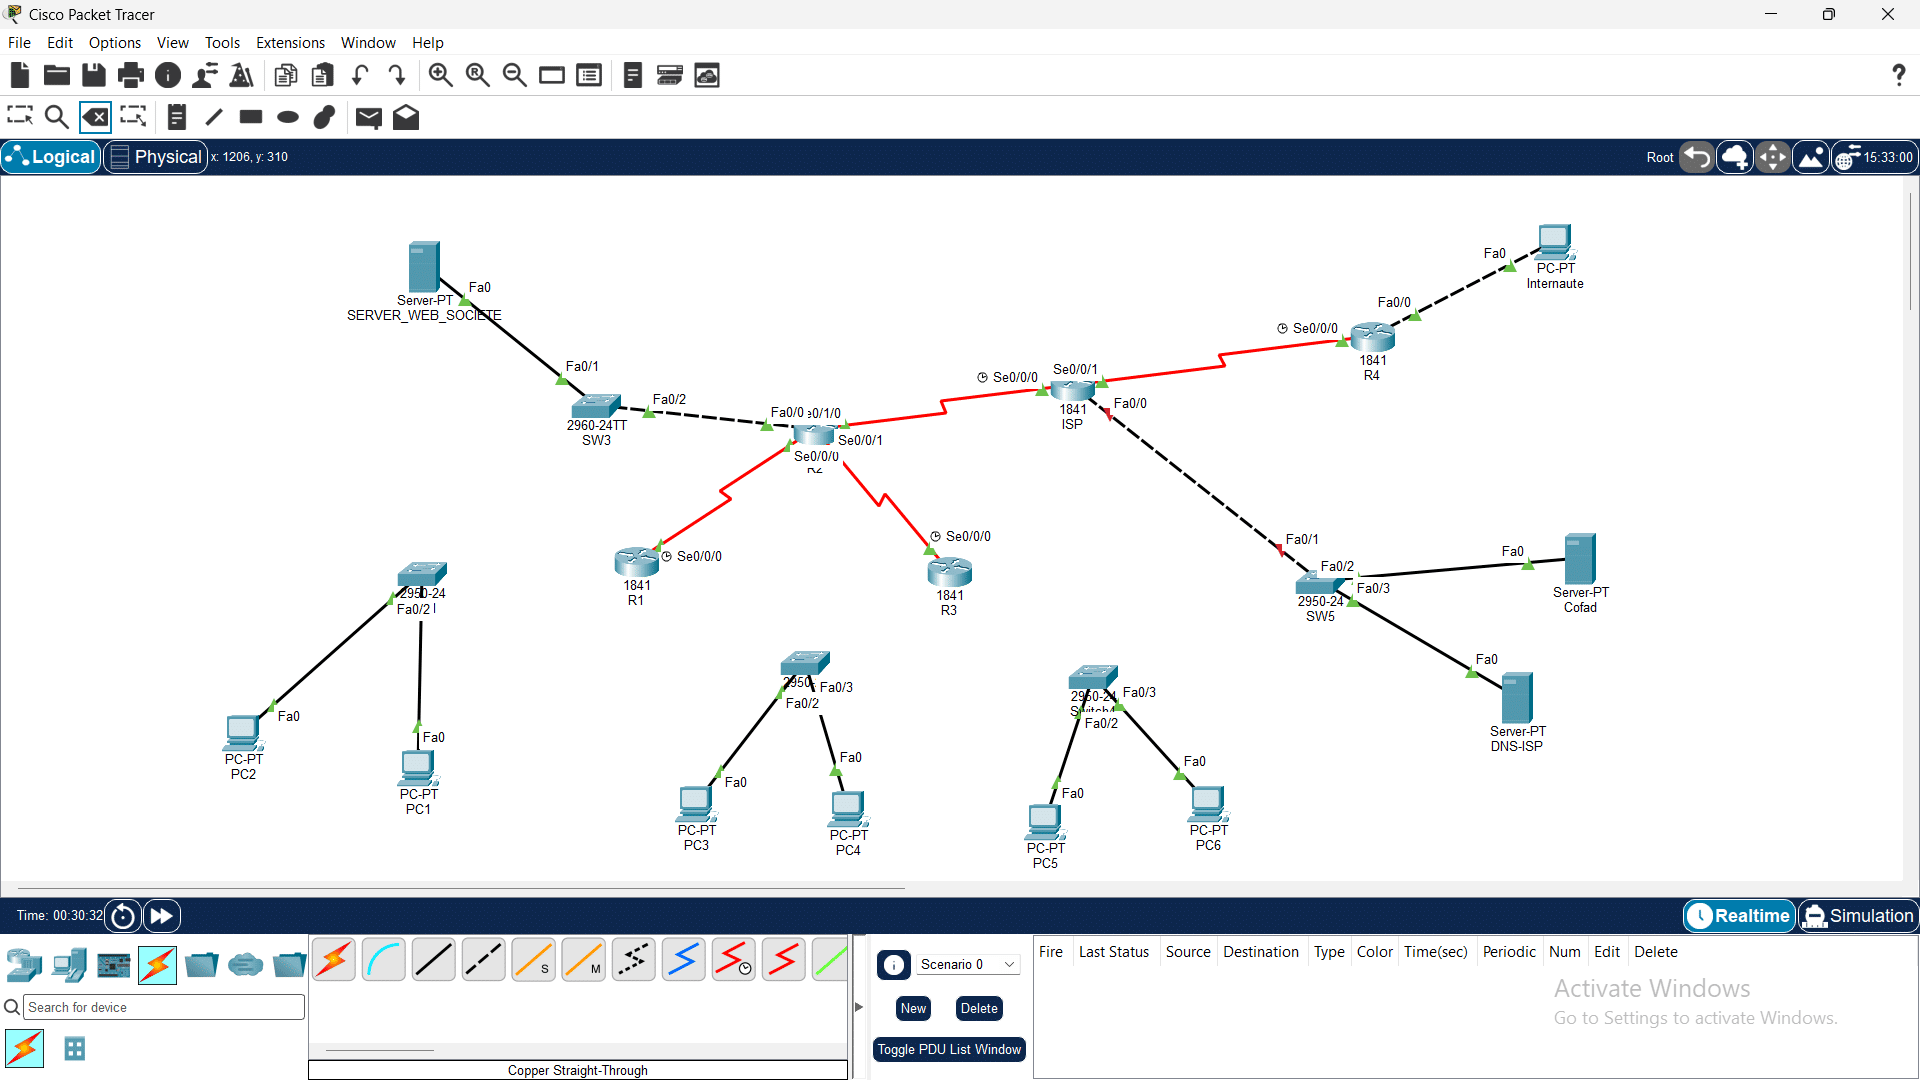 Cisco Packet Tracer
File Edit Options View Tools Extensions Window Help
Logical Physical x: 1206, y: 310 Root 15:33:00
Fa0
PC-PT
Internaute
Fa0
Server-PT
SERVER_WEB_SOCIETE
Fa0/0
Se0/0/0
1841
R4
Fa0/1
Se0/0/0 Se0/0/1
1841
ISP
Fa0/0
Fa0/2
2960-24TT
SW3
Fa0/0
Se0/0/1
Se0/0/0
R2
Se0/0/0
1841
R1
Se0/0/0
1841
R3
Fa0/1
Fa0/2
Fa0/3
2950-24
SW5
Fa0
Server-PT
Cofad
Fa0
Server-PT
DNS-ISP
2950-24
Fa0/2
Fa0
PC-PT
PC2
Fa0
PC-PT
PC1
Fa0/3
Fa0/2
Fa0
PC-PT
PC3
Fa0
PC-PT
PC4
2950-24
Switch4
Fa0/3
Fa0/2
Fa0
PC-PT
PC5
Fa0
PC-PT
PC6
Time: 00:30:32 Realtime Simulation
S M
Search for device
Copper Straight-Through
Scenario 0
New Delete
Toggle PDU List Window
Fire Last Status Source Destination Type Color Time(sec) Periodic Num Edit Delete
Activate Windows
Go to Settings to activate Windows.